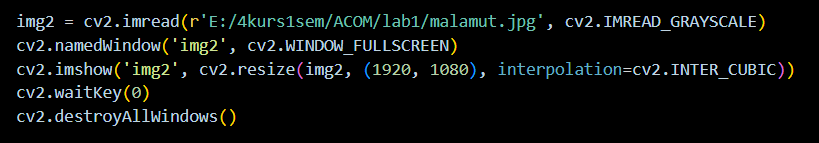 img2 = cv2.imread(r'E:/4kurs1sem/ACOM/lab1/malamut.jpg', cv2.IMREAD_GRAYSCALE)
cv2.namedWindow('img2', cv2.WINDOW_FULLSCREEN)
cv2.imshow('img2', cv2.resize(img2, (1920, 1080), interpolation=cv2.INTER_CUBIC))
cv2.waitKey(0)
cv2.destroyAllWindows()